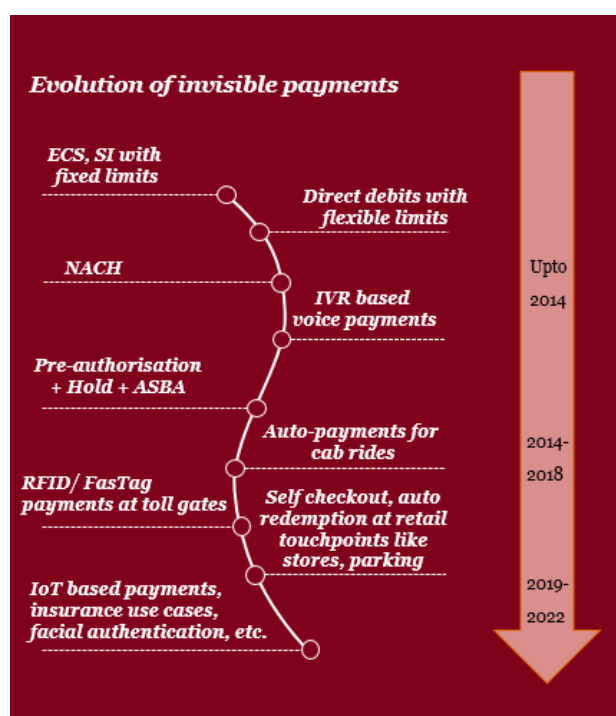 Evolution of invisible payments
ECS, SI with
fixed limits
Direct debits with
flexible limits
NACH
IVR based
voice payments
Pre-authorisation
+ Hold + ASBA
Auto-payments for
cab rides
RFID/ FasTag
payments at toll gates
Self checkout, auto
redemption at retail
touchpoints like
stores, parking
IoT based payments,
insurance use cases,
facial authentication, etc.
Upto
2014
2014-
2018
2019-
2022